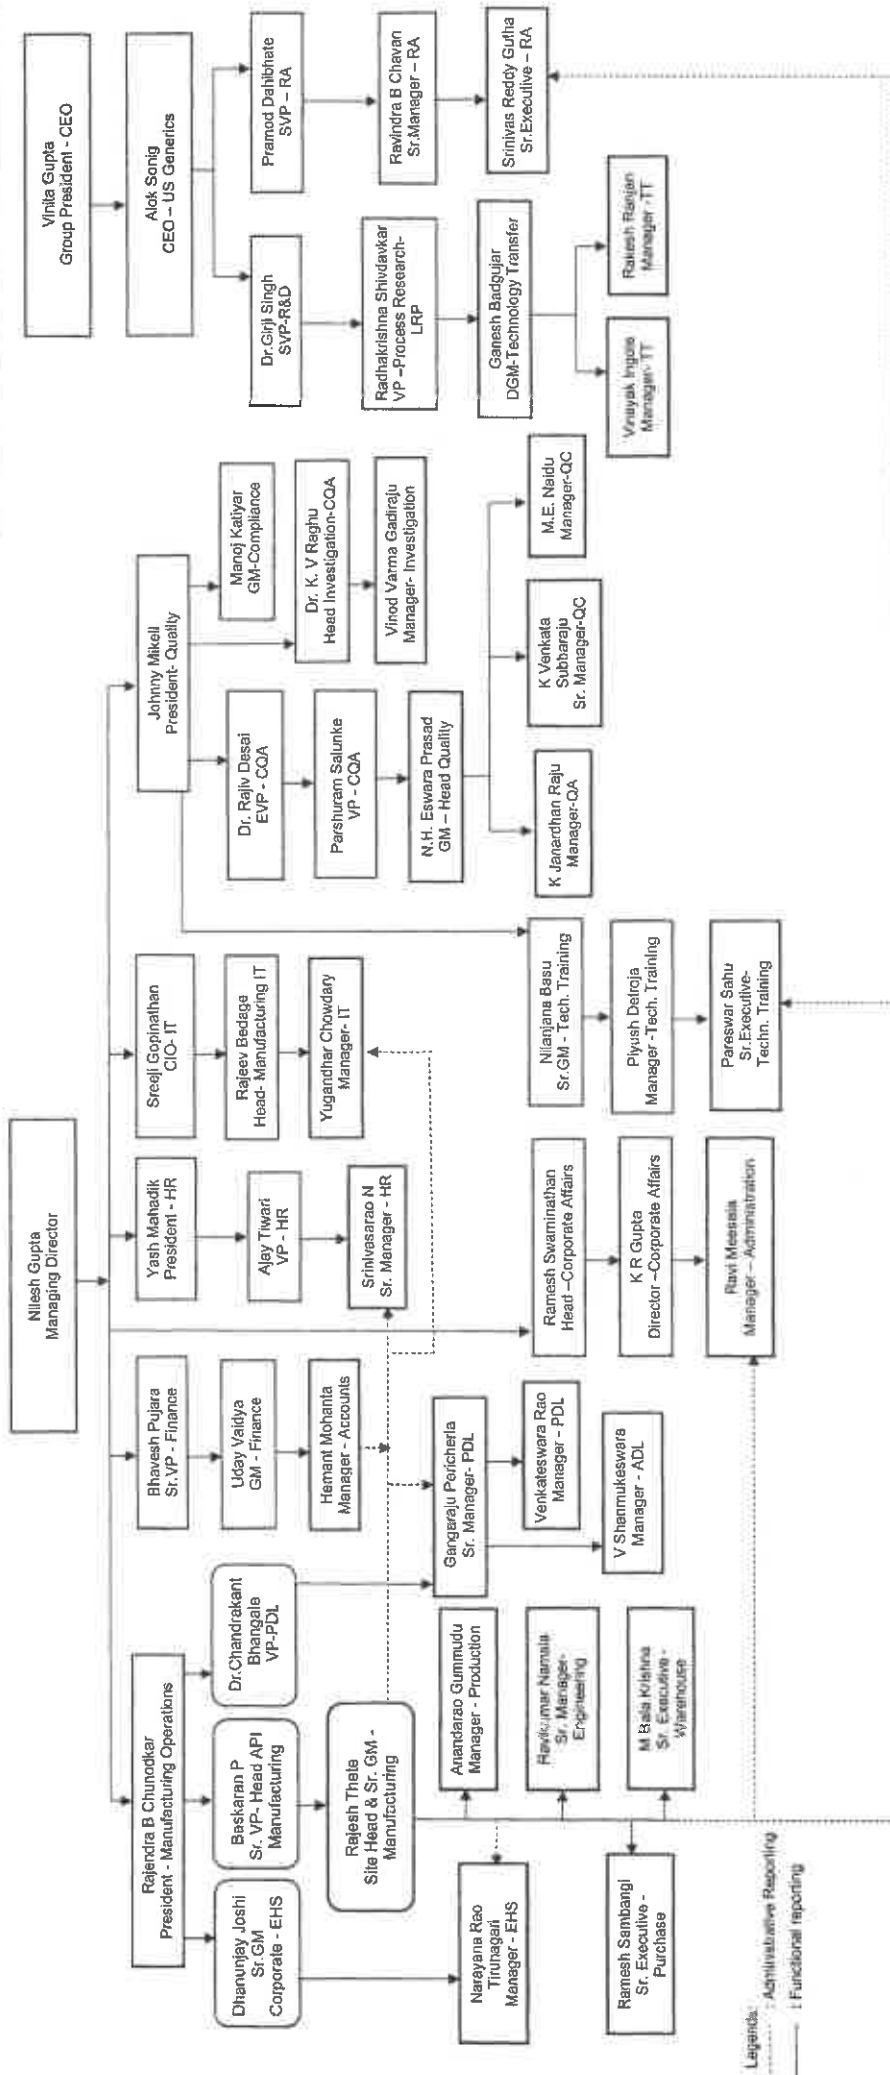 Nilesh Gupta
Managing Director
Vinita Gupta
Group President - CEO
Alok Sonig
CEO – US Generics
Rajendra B Chunodkar
President - Manufacturing Operations
Bhavesh Pujara
Sr.VP - Finance
Yash Mahadik
President - HR
Sreeji Gopinathan
CIO- IT
Johnny Mikell
President- Quality
Dhanunjay Joshi
Sr.GM
Corporate - EHS
Baskaran P
Sr. VP- Head API
Manufacturing
Dr.Chandrakant
Bhangale
VP-PDL
Uday Vaidya
GM - Finance
Ajay Tiwari
VP - HR
Rajeev Bedage
Head- Manufacturing IT
Dr. Rajiv Desai
EVP - CQA
Manoj Katiyar
GM-Compliance
Dr.Girij Singh
SVP-R&D
Pramod Dahibhate
SVP – RA
Rajesh Thete
Site Head & Sr. GM -
Manufacturing
Hemant Mohanta
Manager - Accounts
Srinivasarao N
Sr. Manager - HR
Yugandhar Chowdary
Manager- IT
Parshuram Salunke
VP - CQA
Dr. K. V Raghu
Head Investigation-CQA
Radhakrishna Shivdavkar
VP –Process Research-
LRP
Ravindra B Chavan
Sr.Manager – RA
Vinod Varma Gadiraju
Manager- Investigation
N.H. Eswara Prasad
GM – Head Quality
Ganesh Badgujar
DGM-Technology Transfer
Srinivas Reddy Gutha
Sr.Executive – RA
Narayana Rao
Tirunagari
Manager - EHS
Anandarao Gummudu
Manager - Production
Gangaraju Pericherla
Sr. Manager- PDL
Venkateswara Rao
Manager - PDL
Ramesh Swaminathan
Head –Corporate Affairs
Nilanjana Basu
Sr.GM - Tech. Training
K Janardhan Raju
Manager-QA
K Venkata
Subbaraju
Sr. Manager-QC
M.E. Naidu
Manager-QC
Vinayak Ingole
Manager- TT
Rakesh Ranjan
Manager -TT
Ravikumar Namala
Sr. Manager-
Engineering
V Shanmukeswara
Manager - ADL
K R Gupta
Director –Corporate Affairs
Piyush Detroja
Manager -Tech. Training
Ramesh Sambangi
Sr. Executive -
Purchase
M Bala Krishna
Sr. Executive -
Warehouse
Ravi Meesala
Manager – Administration
Pareswar Sahu
Sr.Executive-
Techn. Training
Legends:
: Administrative Reporting
: Functional reporting